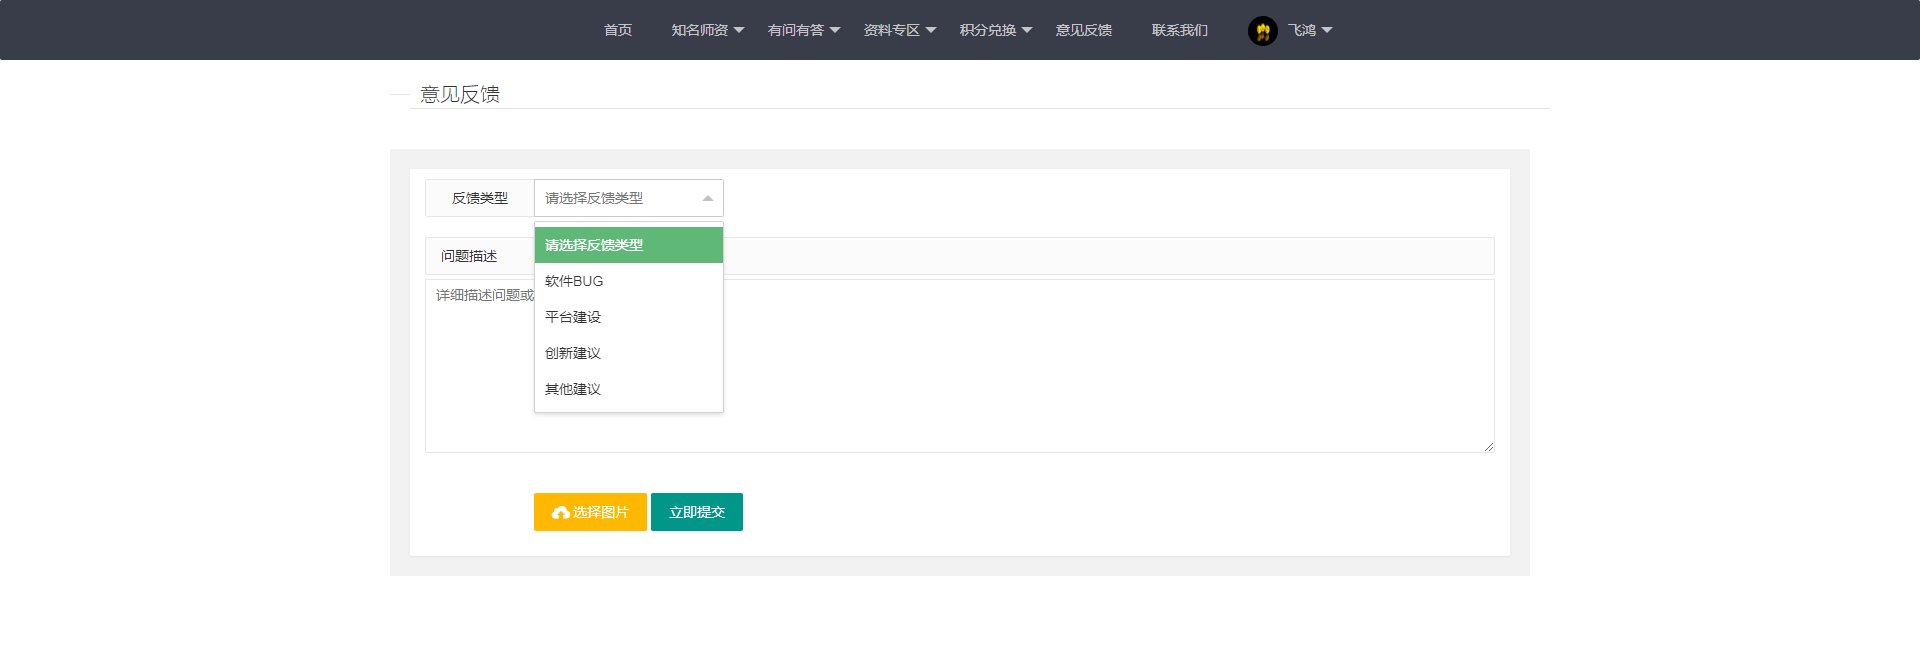 首页 知名师资 有问有答 资料专区 积分兑换 意见反馈 联系我们 飞鸿
意见反馈
反馈类型 请选择反馈类型
请选择反馈类型
问题描述
软件BUG
详细描述问题或
平台建设
创新建议
其他建议
选择图片 立即提交